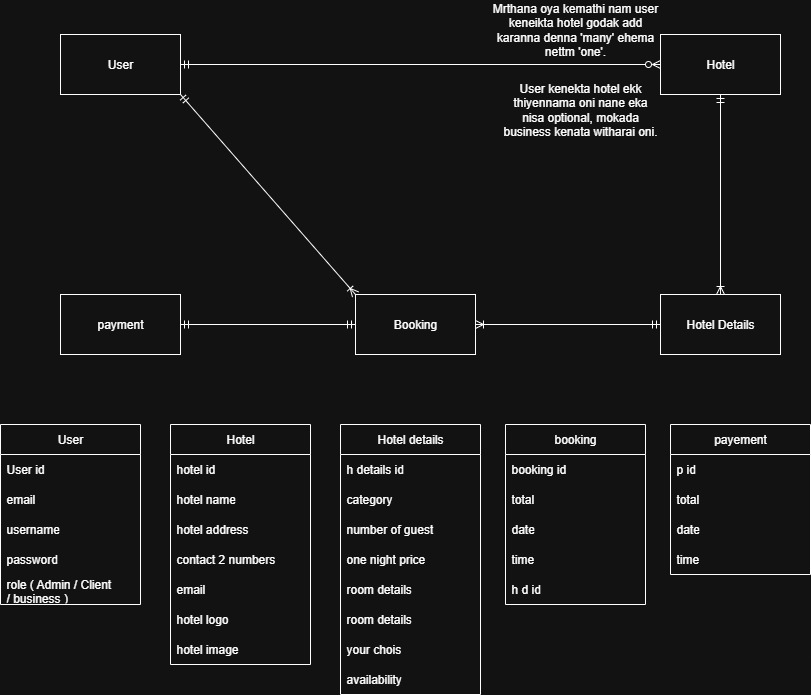 Mrthana oya kemathi nam user
keneikta hotel godak add
karanna denna 'many' ehema
nettm 'one'.
User
Hotel
User kenekta hotel ekk
thiyennama oni nane eka
nisa optional, mokada
business kenata witharai oni.
payment
Booking
Hotel Details
User
User id
email
username
password
role ( Admin / Client
/ business )
Hotel
hotel id
hotel name
hotel address
contact 2 numbers
email
hotel logo
hotel image
Hotel details
h details id
category
number of guest
one night price
room details
room details
your chois
availability
booking
booking id
total
date
time
h d id
payement
p id
total
date
time